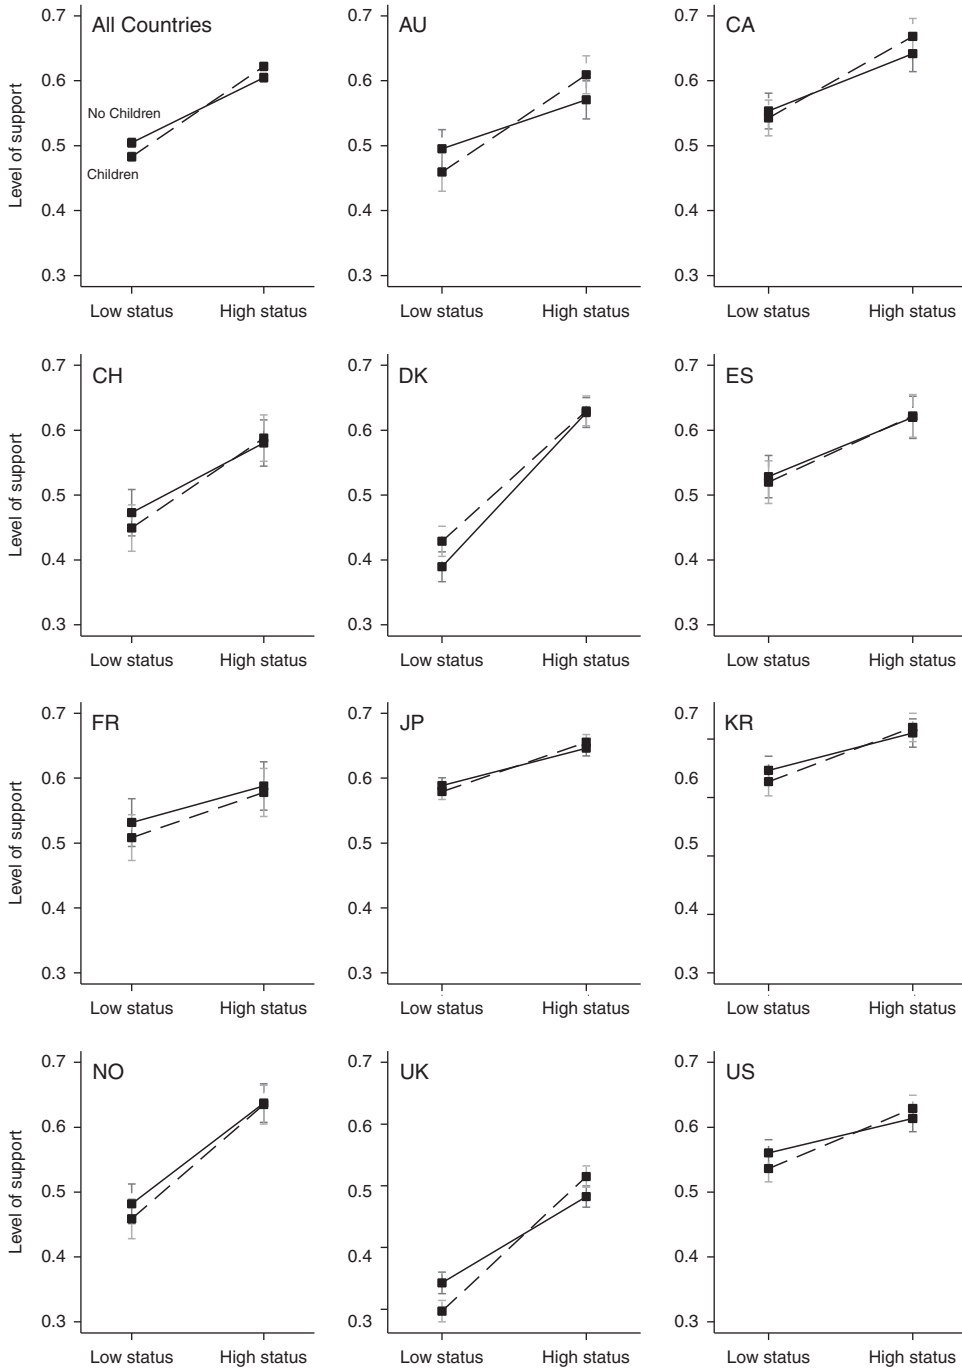 All Countries
Level of support
0.7
0.6
0.5
0.4
0.3
No Children
Children
Low status
High status
AU
0.7
0.6
0.5
0.4
0.3
Low status
High status
CA
0.7
0.6
0.5
0.4
0.3
Low status
High status
CH
Level of support
0.7
0.6
0.5
0.4
0.3
Low status
High status
DK
0.7
0.6
0.5
0.4
0.3
Low status
High status
ES
0.7
0.6
0.5
0.4
0.3
Low status
High status
FR
Level of support
0.7
0.6
0.5
0.4
0.3
Low status
High status
JP
0.7
0.6
0.5
0.4
0.3
Low status
High status
KR
0.7
0.6
0.5
0.4
0.3
Low status
High status
NO
Level of support
0.7
0.6
0.5
0.4
0.3
Low status
High status
UK
0.7
0.6
0.5
0.4
0.3
Low status
High status
US
0.7
0.6
0.5
0.4
0.3
Low status
High status